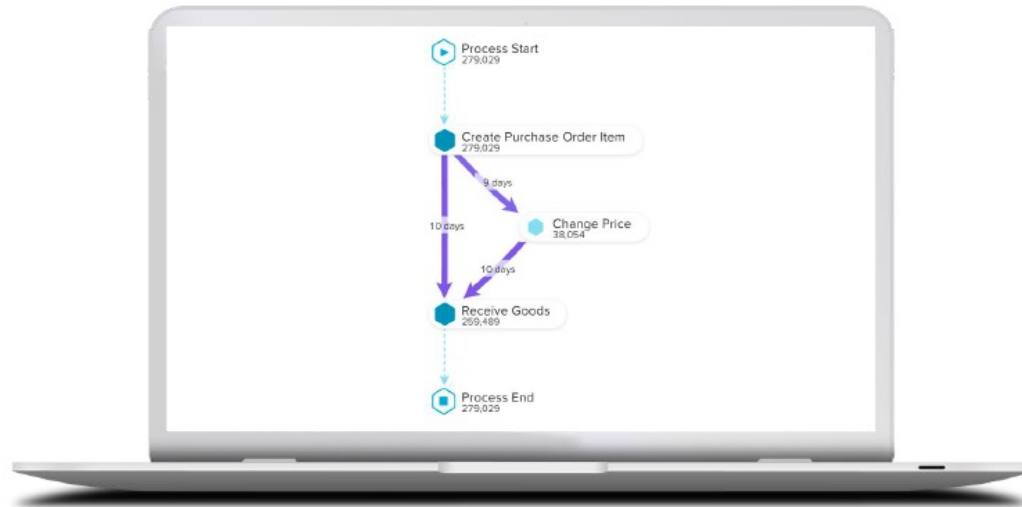 Process Start
279,029
Create Purchase Order Item
279,029
9 days
Change Price
38,054
10 days
10 days
Receive Goods
259,489
Process End
279,029